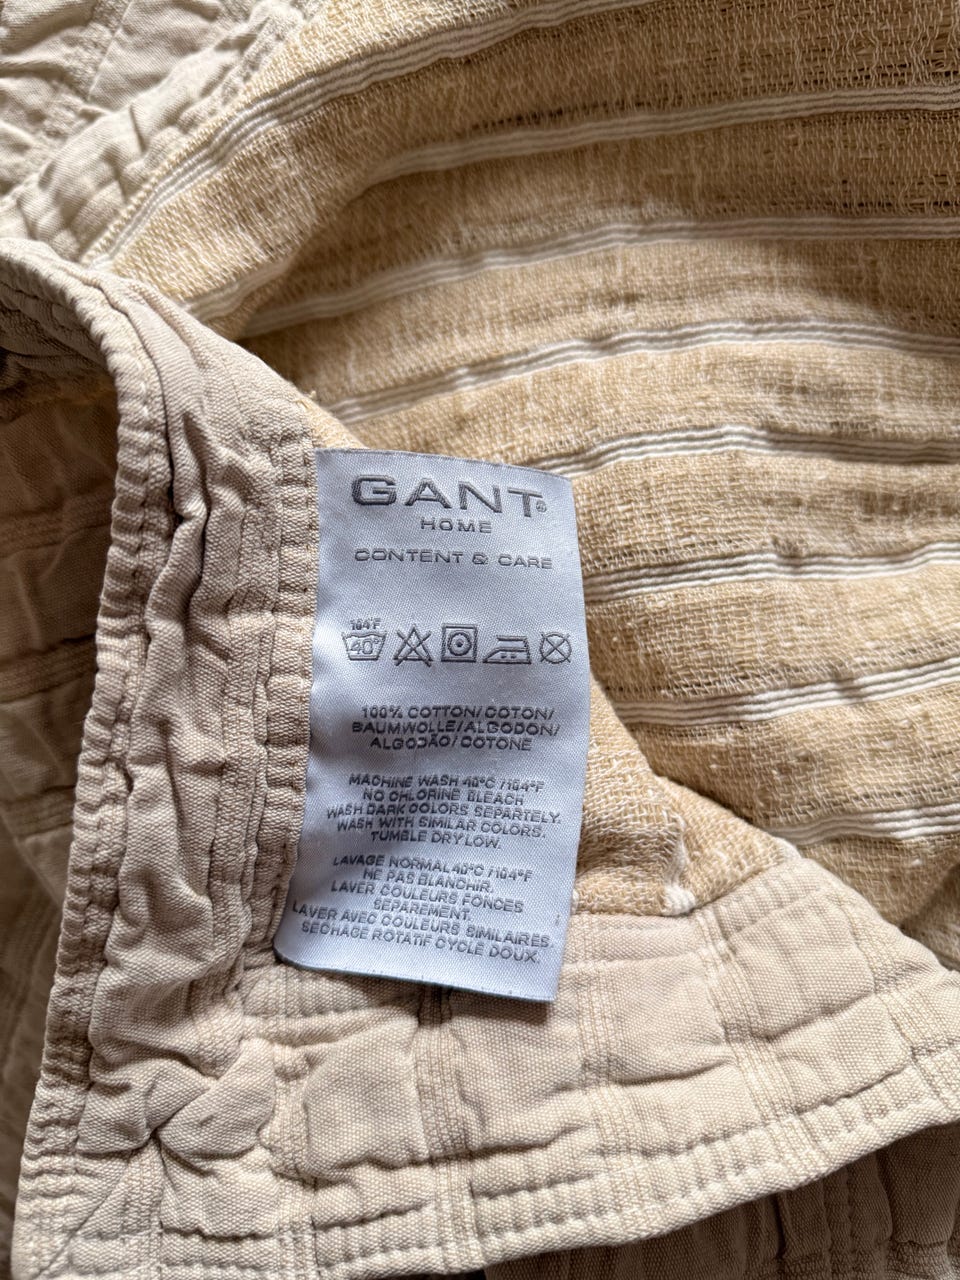 GANT®
HOME
CONTENT & CARE
104°F
40°
100% COTTON/COTON/
BAUMWOLLE/ALGODON/
ALGODÃO/COTONE
MACHINE WASH 40°C /104°F
NO CHLORINE BLEACH
WASH DARK COLORS SEPARTELY.
WASH WITH SIMILAR COLORS.
TUMBLE DRY LOW.
LAVAGE NORMAL 40°C /104°F
NE PAS BLANCHIR.
LAVER COULEURS FONCES
SEPAREMENT.
LAVER AVEC COULEURS SIMILAIRES.
SECHAGE ROTATIF CYCLE DOUX.